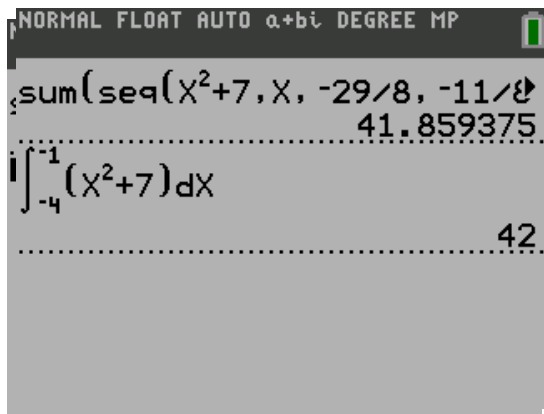 NORMAL FLOAT AUTO a+bi DEGREE MP
sum(seq(X²+7,X,-29/8,-11/8
41.859375
∫₋₄⁻¹(X²+7)dX
42